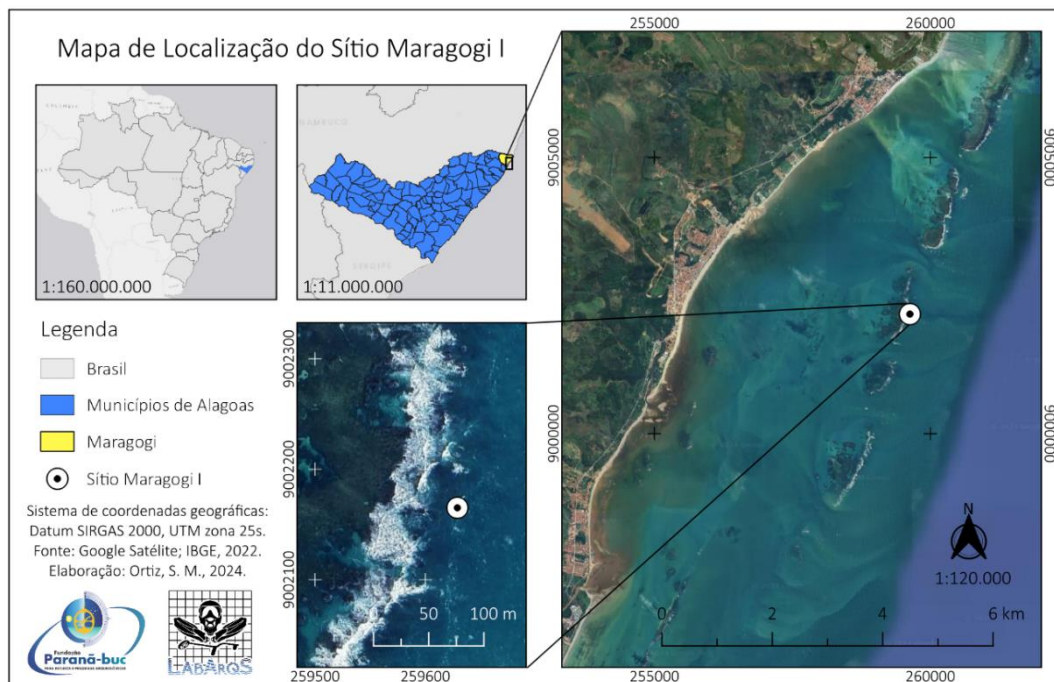 Mapa de Localização do Sítio Maragogi I
1:160.000.000
1:11.000.000
Legenda
Brasil
Municípios de Alagoas
Maragogi
Sítio Maragogi I
Sistema de coordenadas geográficas:
Datum SIRGAS 2000, UTM zona 25s.
Fonte: Google Satélite; IBGE, 2022.
Elaboração: Ortiz, S. M., 2024.
Fundação
Paranã-buc
LABARQS
9002300
9002200
9002100
0 50 100 m
259500 259600
255000 260000
9005000 9005000
9000000 9000000
N
1:120.000
0 2 4 6 km
255000 260000